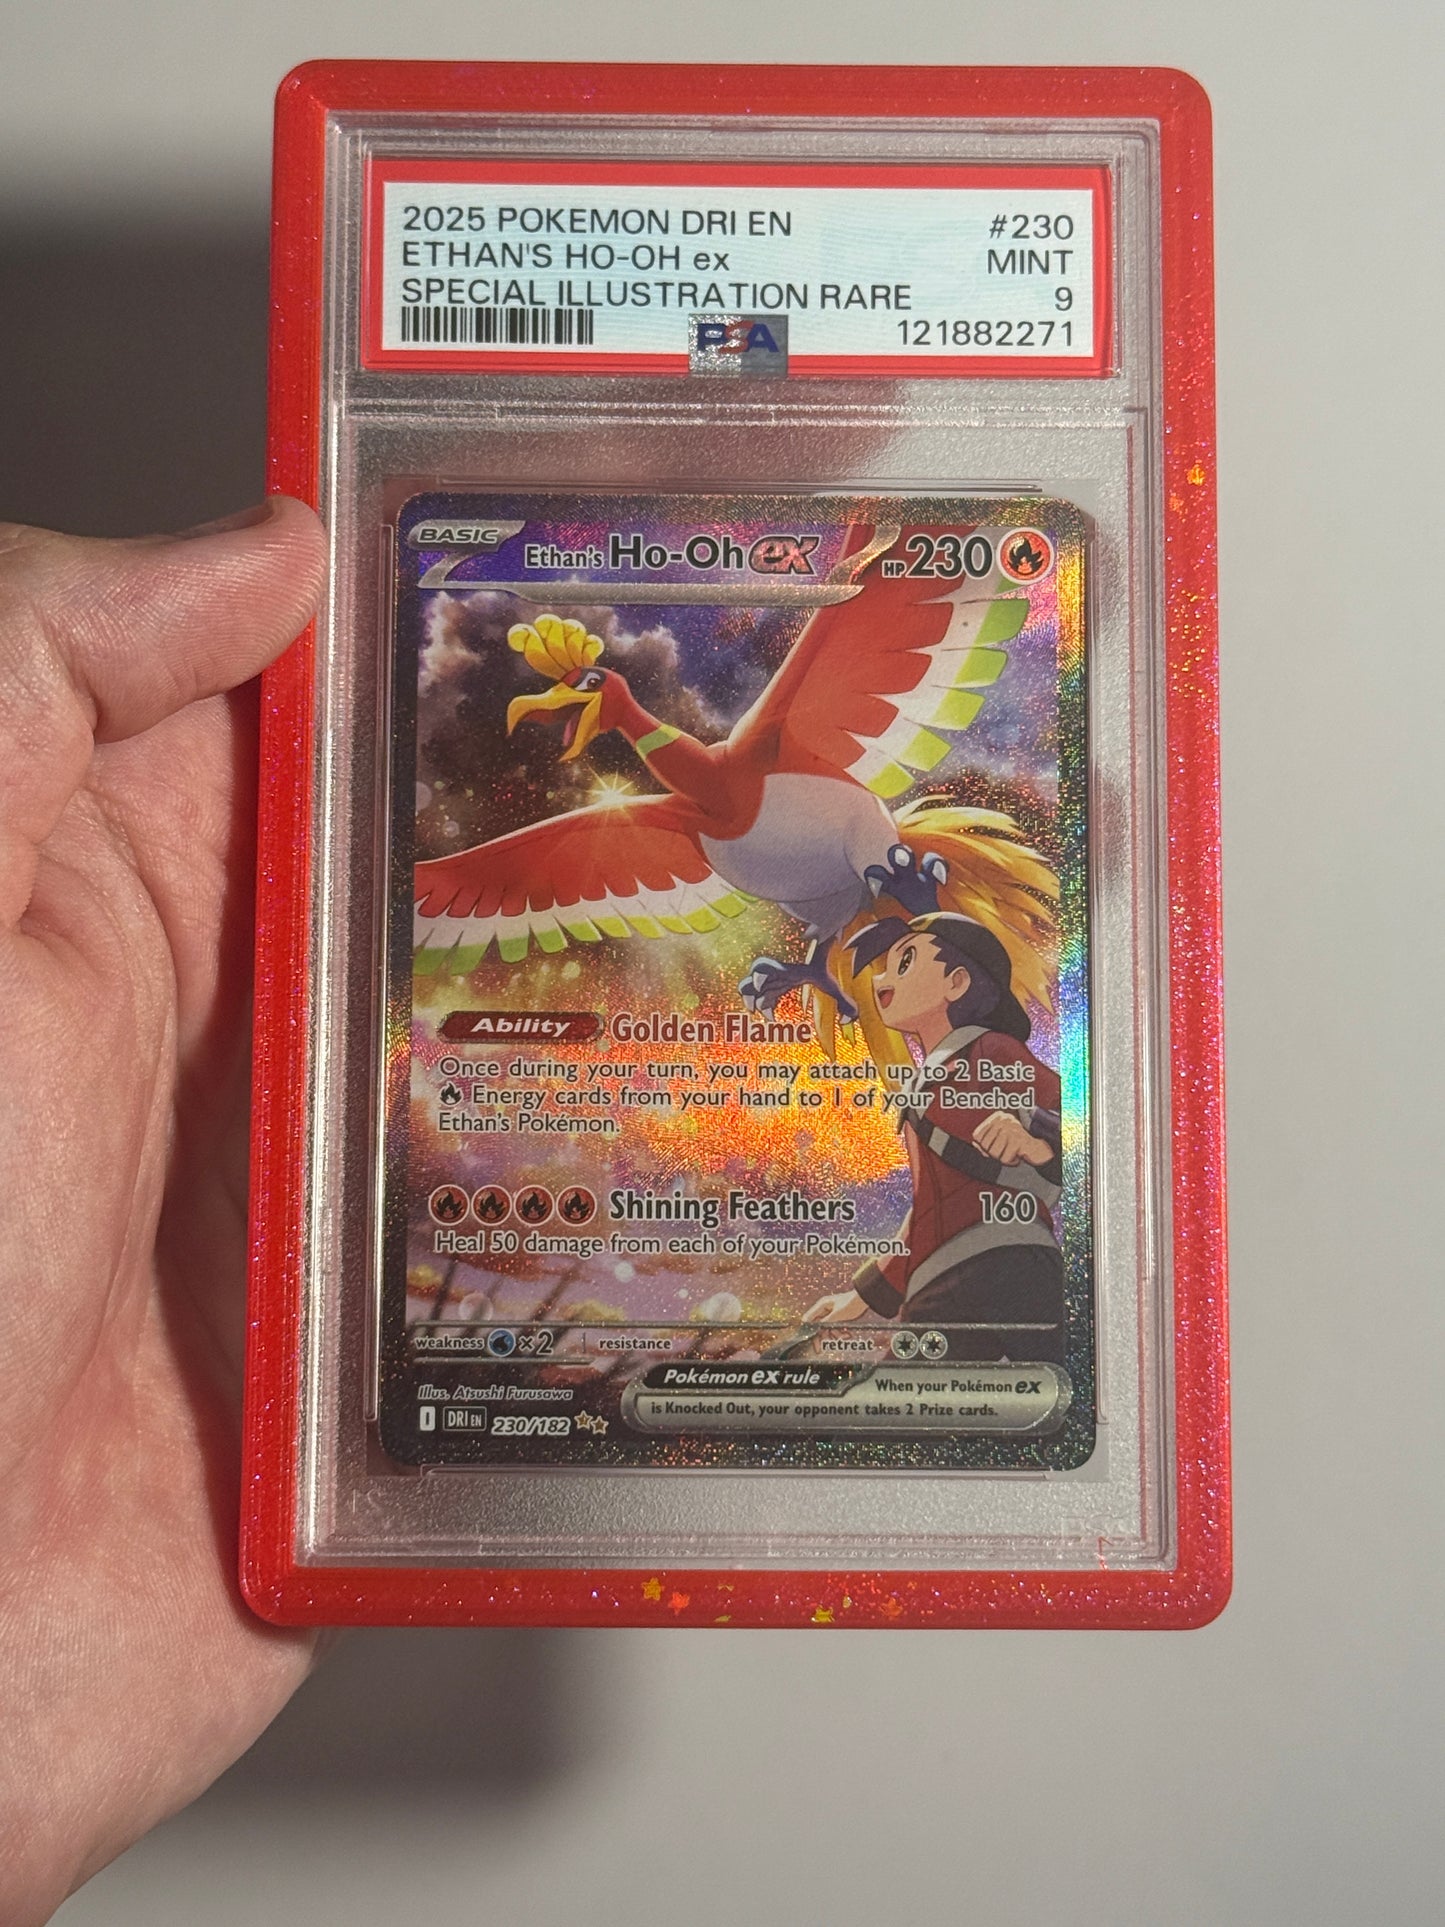 2025 POKEMON DRI EN #230
ETHAN'S HO-OH ex MINT
SPECIAL ILLUSTRATION RARE 9
PSA 121882271
BASIC Ethan's Ho-Oh ex HP 230
Ability Golden Flame
Once during your turn, you may attach up to 2 Basic
Energy cards from your hand to 1 of your Benched
Ethan's Pokémon.
Shining Feathers 160
Heal 50 damage from each of your Pokémon.
weakness ×2 resistance retreat
Pokémon ex rule When your Pokémon ex
is Knocked Out, your opponent takes 2 Prize cards.
Illus. Atsushi Furusawa
I DRI EN 230/182